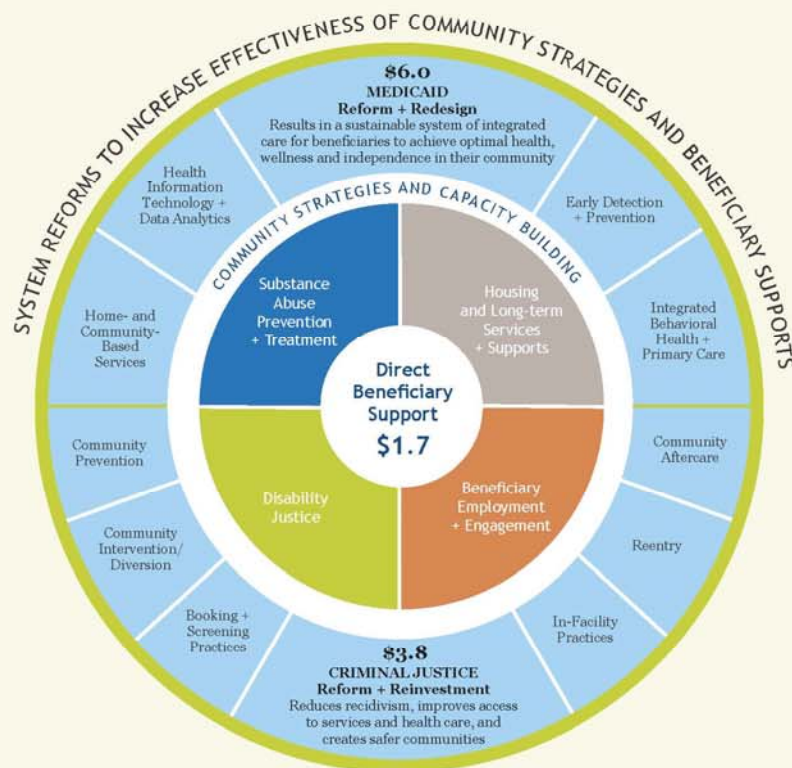 SYSTEM REFORMS TO INCREASE EFFECTIVENESS OF COMMUNITY STRATEGIES AND BENEFICIARY SUPPORTS
$6.0
MEDICAID
Reform + Redesign
Results in a sustainable system of integrated
care for beneficiaries to achieve optimal health,
wellness and independence in their community
Health
Information
Technology +
Data Analytics
Early Detection
+ Prevention
Home- and
Community-
Based
Services
Integrated
Behavioral
Health +
Primary Care
COMMUNITY STRATEGIES AND CAPACITY BUILDING
Substance
Abuse
Prevention
+ Treatment
Housing
and Long-term
Services
+ Supports
Direct
Beneficiary
Support
$1.7
Disability
Justice
Beneficiary
Employment
+ Engagement
Community
Prevention
Community
Aftercare
Community
Intervention/
Diversion
Reentry
Booking +
Screening
Practices
In-Facility
Practices
$3.8
CRIMINAL JUSTICE
Reform + Reinvestment
Reduces recidivism, improves access
to services and health care, and
creates safer communities